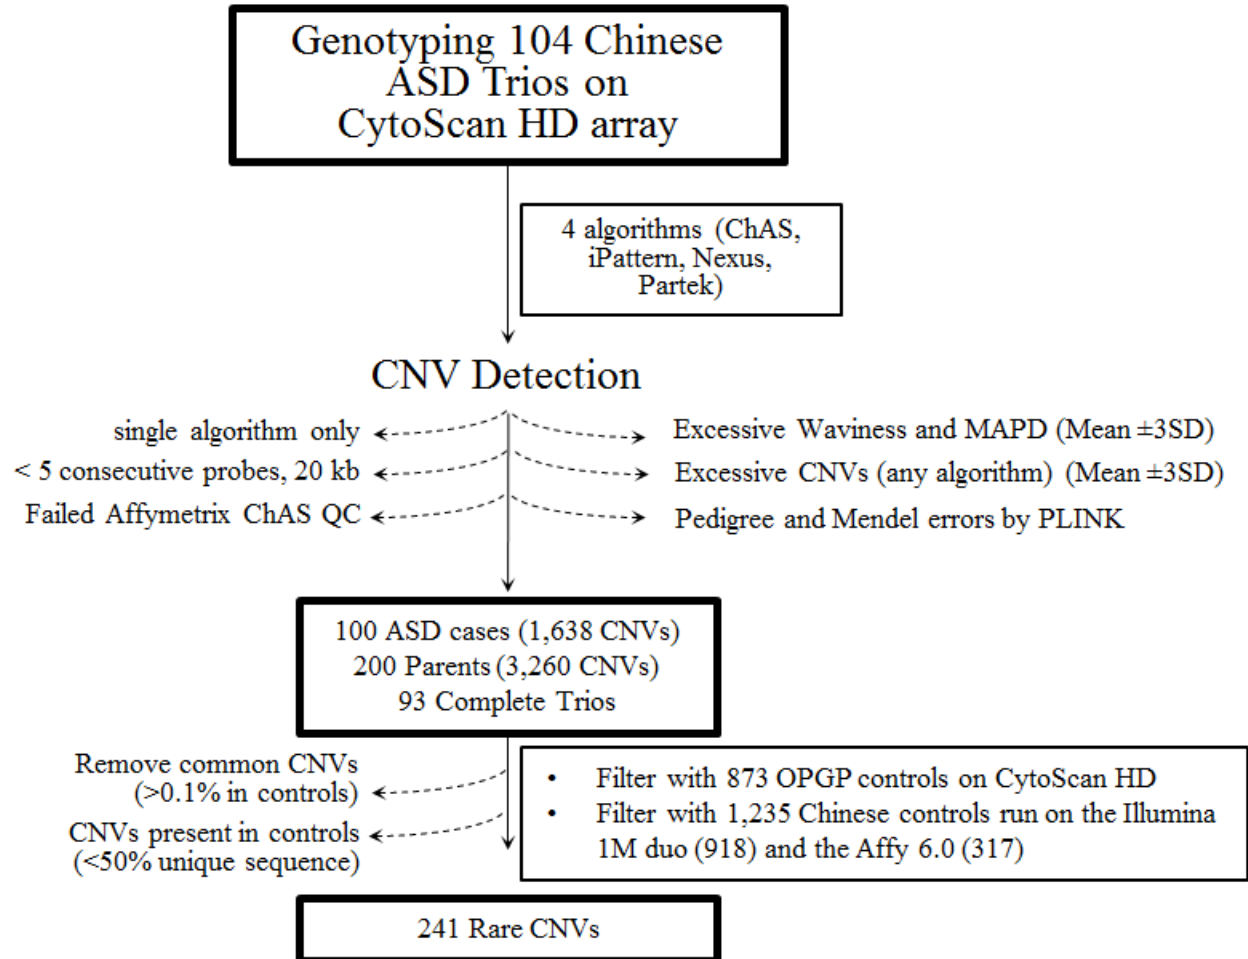 Genotyping 104 Chinese
ASD Trios on
CytoScan HD array
4 algorithms (ChAS,
iPattern, Nexus,
Partek)
CNV Detection
single algorithm only
< 5 consecutive probes, 20 kb
Failed Affymetrix ChAS QC
Excessive Waviness and MAPD (Mean ±3SD)
Excessive CNVs (any algorithm) (Mean ±3SD)
Pedigree and Mendel errors by PLINK
100 ASD cases (1,638 CNVs)
200 Parents (3,260 CNVs)
93 Complete Trios
Remove common CNVs
(>0.1% in controls)
CNVs present in controls
(<50% unique sequence)
• Filter with 873 OPGP controls on CytoScan HD
• Filter with 1,235 Chinese controls run on the Illumina
1M duo (918) and the Affy 6.0 (317)
241 Rare CNVs